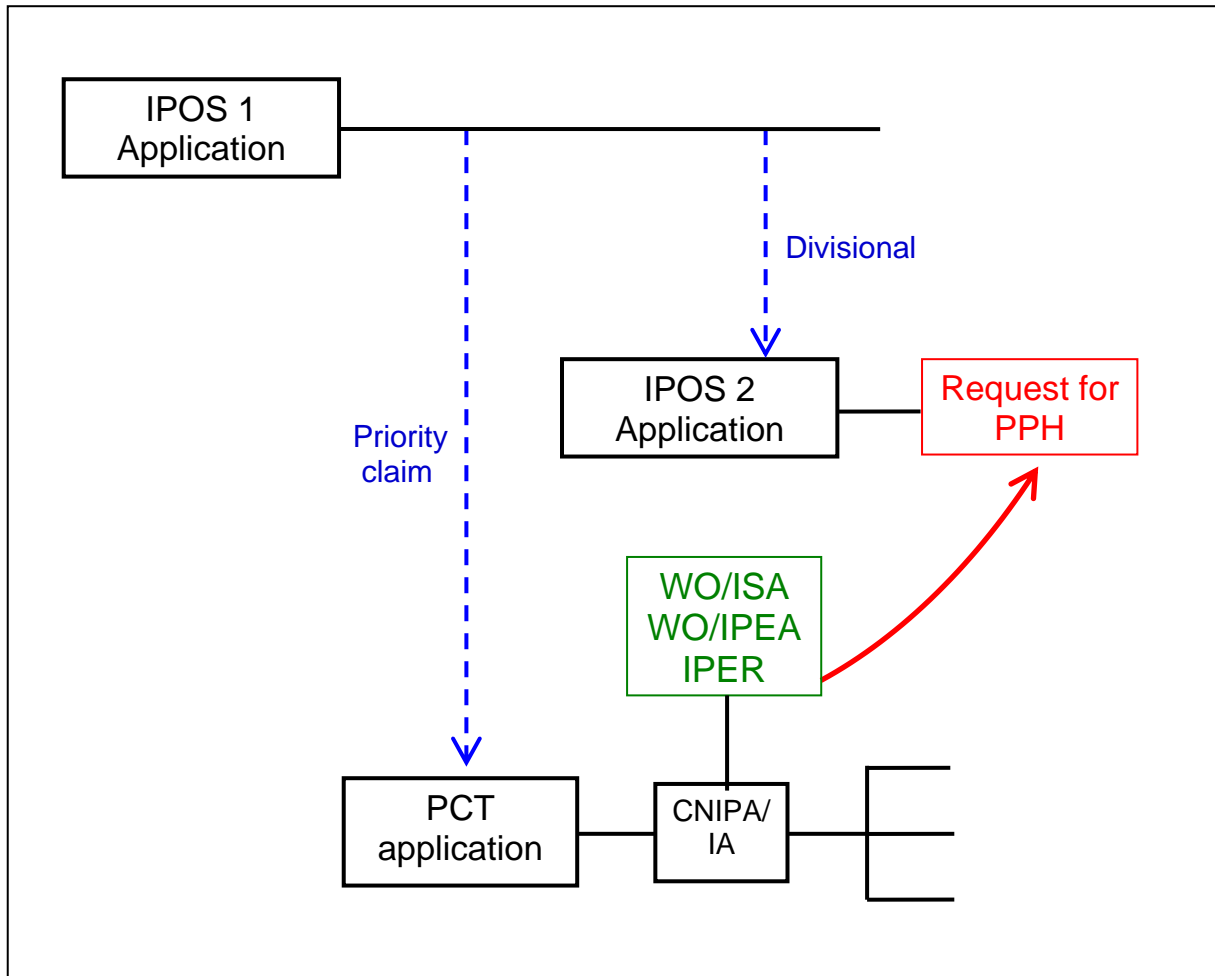 IPOS 1
Application
Divisional
IPOS 2
Application
Request for
PPH
Priority
claim
WO/ISA
WO/IPEA
IPER
PCT
application
CNIPA/
IA